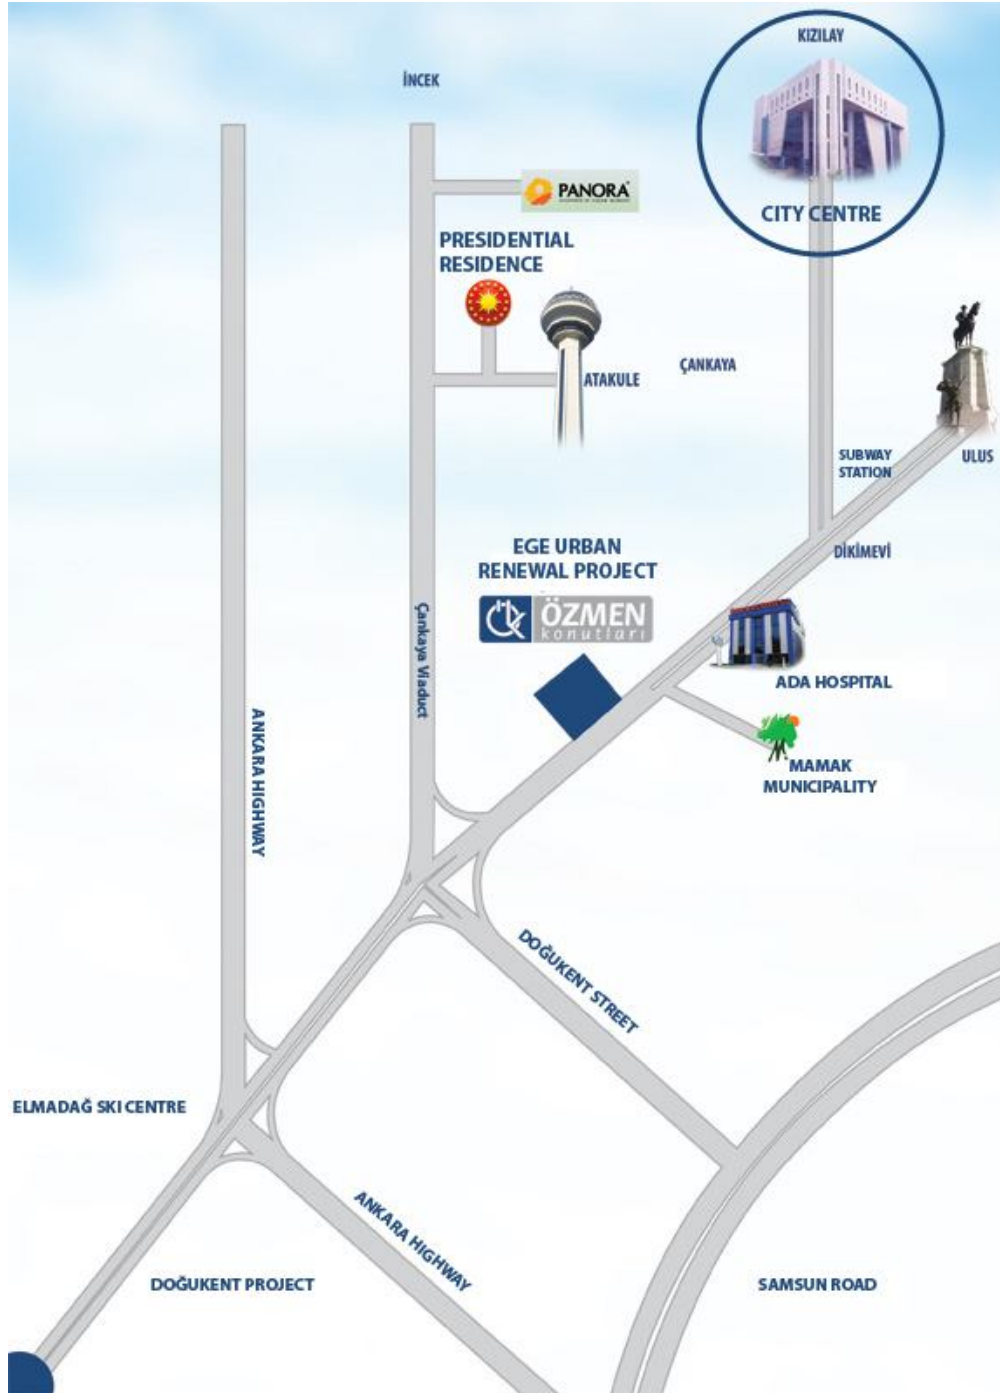 KIZILAY
İNCEK
PANORA
CITY CENTRE
PRESIDENTIAL
RESIDENCE
ÇANKAYA
ATAKULE
SUBWAY
STATION
ULUS
EGE URBAN
RENEWAL PROJECT
DİKİMEVİ
ÖZMEN
konutları
Çankaya Viaduct
ADA HOSPITAL
ANKARA HIGHWAY
MAMAK
MUNICIPALITY
DOĞUKENT STREET
ELMADAĞ SKI CENTRE
ANKARA HIGHWAY
DOĞUKENT PROJECT
SAMSUN ROAD